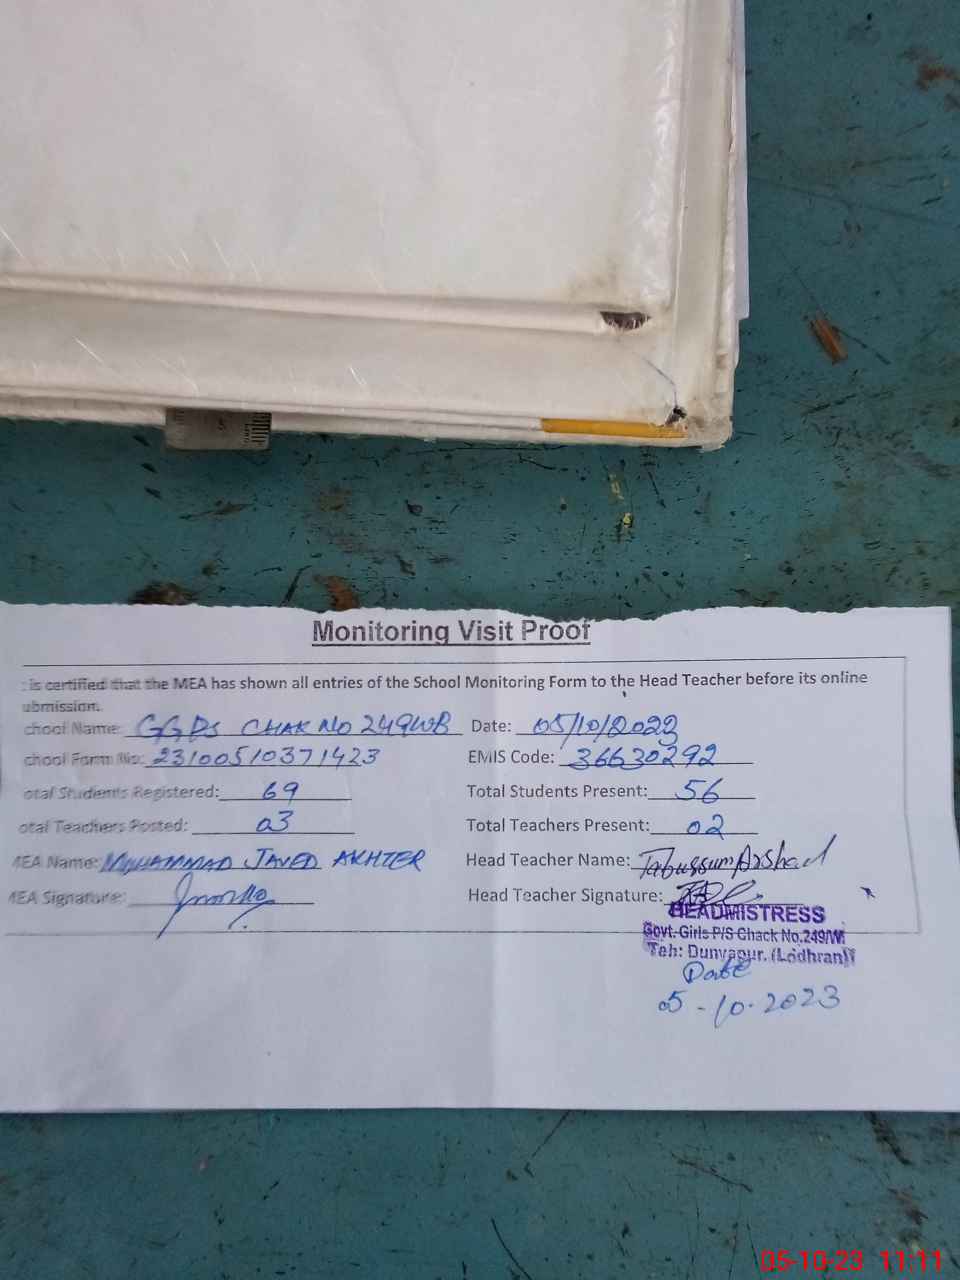 Monitoring Visit Proof
is certified that the MEA has shown all entries of the School Monitoring Form to the Head Teacher before its online
ubmission.
chool Name: GGPS CHAK NO 249WB Date: 05/10/2023
chool Form No: 23100510371423 EMIS Code: 36630292
otal Students Registered: 69 Total Students Present: 56
otal Teachers Posted: 03 Total Teachers Present: 02
MEA Name: MUHAMMAD JAVED AKHTER Head Teacher Name: Tabussum Arshad
MEA Signature: Head Teacher Signature:
HEADMISTRESS
Govt. Girls P/S Chack No.249/W
Teh: Dunyapur. (Lodhran)
Date
05-10-2023
05-10-23 11:11